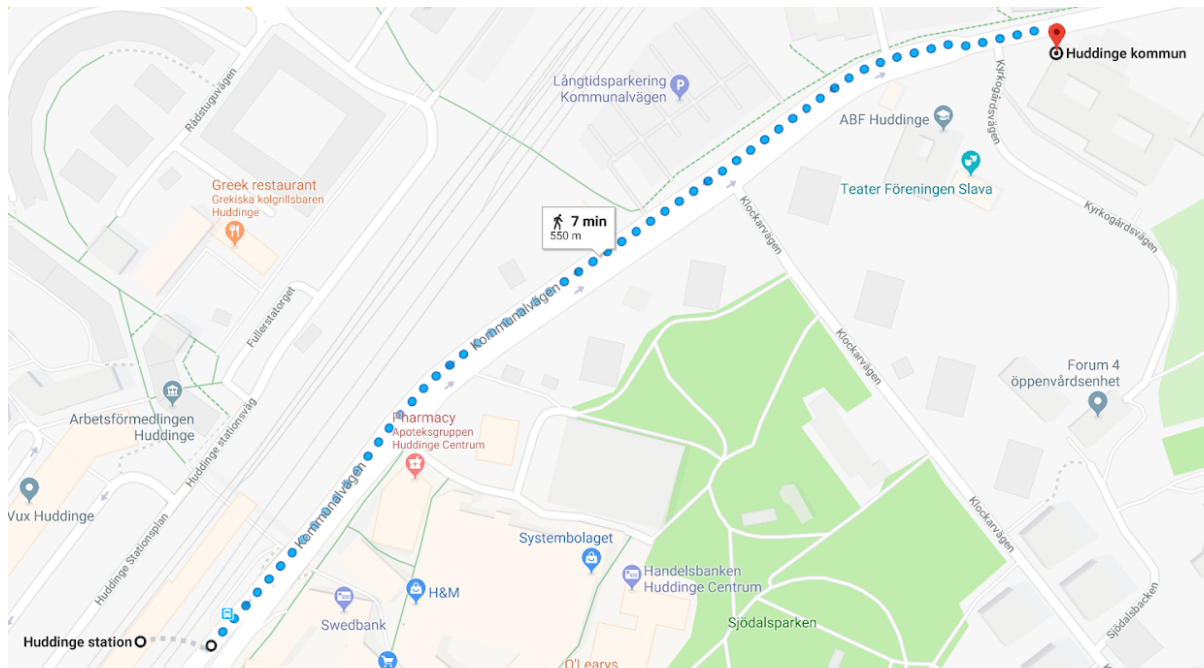 Huddinge kommun
Långtidsparkering
Kommunalvägen
P
Rådstuguvägen
ABF Huddinge
Kyrkogårdsvägen
Teater Föreningen Slava
Greek restaurant
Grekiska kolgrillsbaren
Huddinge
Klockarvägen
Kyrkogårdsvägen
7 min
550 m
Fullerstatorget
Kommunalvägen
Klockarvägen
Forum 4
öppenvårdsenhet
Arbetsförmedlingen
Huddinge
Huddinge stationsväg
Pharmacy
Apoteksgruppen
Huddinge Centrum
Kommunalvägen
Vux Huddinge
Huddinge Stationsplan
Klockarvägen
Systembolaget
Handelsbanken
Huddinge Centrum
H&M
Swedbank
Sjödalsparken
Sjödalsbacken
Huddinge station
O'Learys